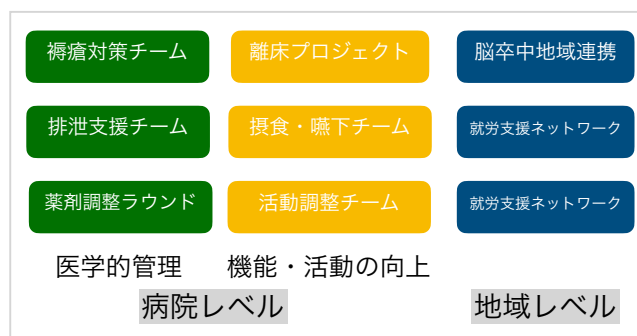 褥瘡対策チーム
離床プロジェクト
脳卒中地域連携
排泄支援チーム
摂食・嚥下チーム
就労支援ネットワーク
薬剤調整ラウンド
活動調整チーム
就労支援ネットワーク
医学的管理
機能・活動の向上
病院レベル
地域レベル